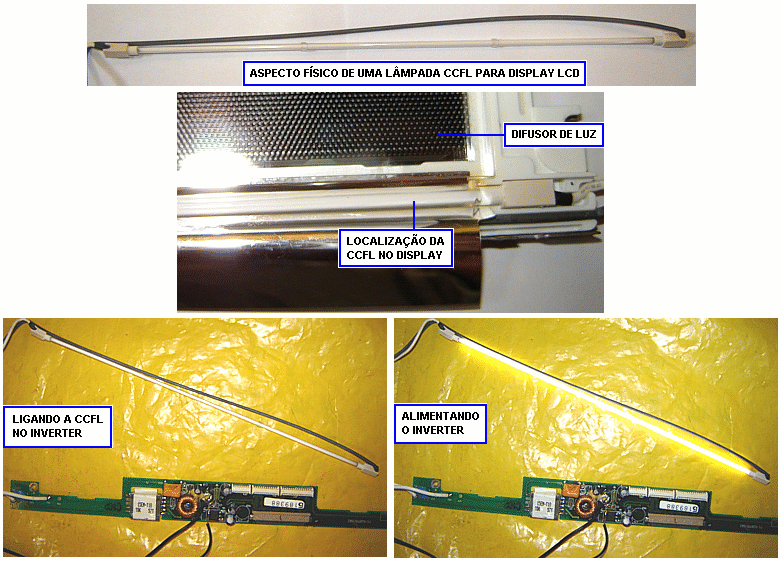 ASPECTO FÍSICO DE UMA LÂMPADA CCFL PARA DISPLAY LCD
DIFUSOR DE LUZ
LOCALIZAÇÃO DA
CCFL NO DISPLAY
LIGANDO A CCFL
NO INVERTER
ALIMENTANDO
O INVERTER